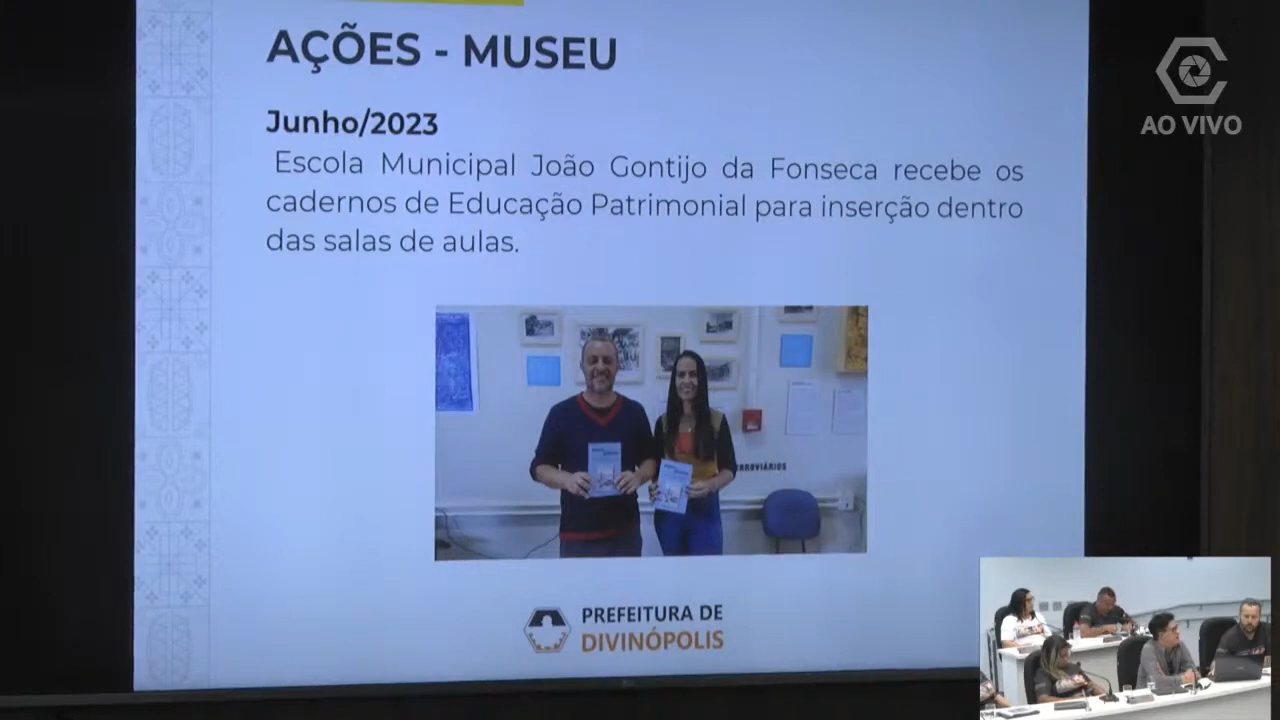 AÇÕES - MUSEU
AO VIVO
Junho/2023
Escola Municipal João Gontijo da Fonseca recebe os
cadernos de Educação Patrimonial para inserção dentro
das salas de aulas.
PREFEITURA DE
DIVINÓPOLIS